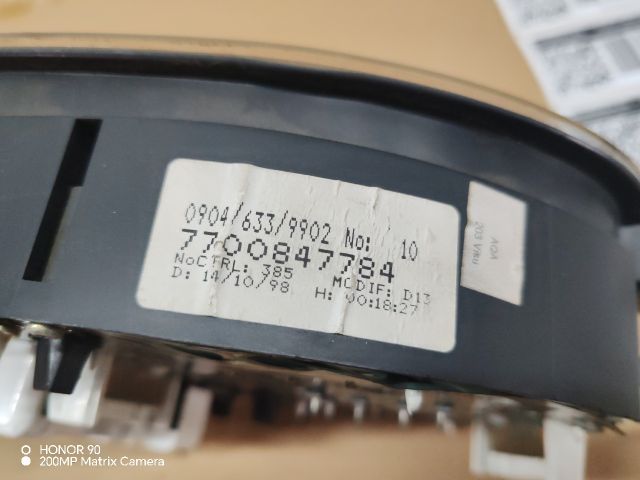 0904/633/9902 No: 10
7700847784
NoCTRL: 385 MODIF: D13
D: 14/10/98 H: 00:18:27
AQA
HONOR 90
200MP Matrix Camera